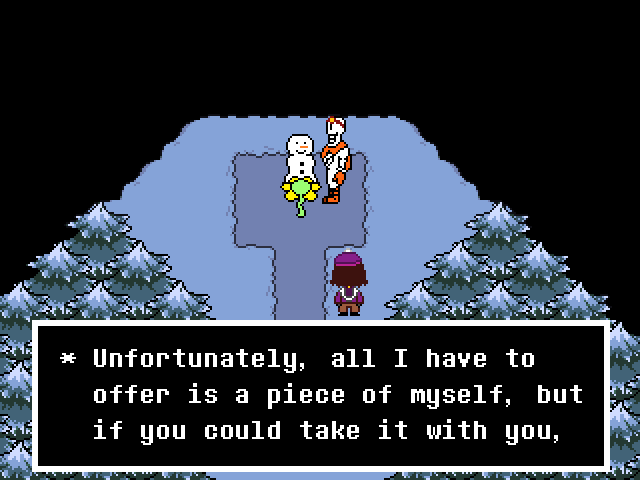 * Unfortunately, all I have to
offer is a piece of myself, but
if you could take it with you,